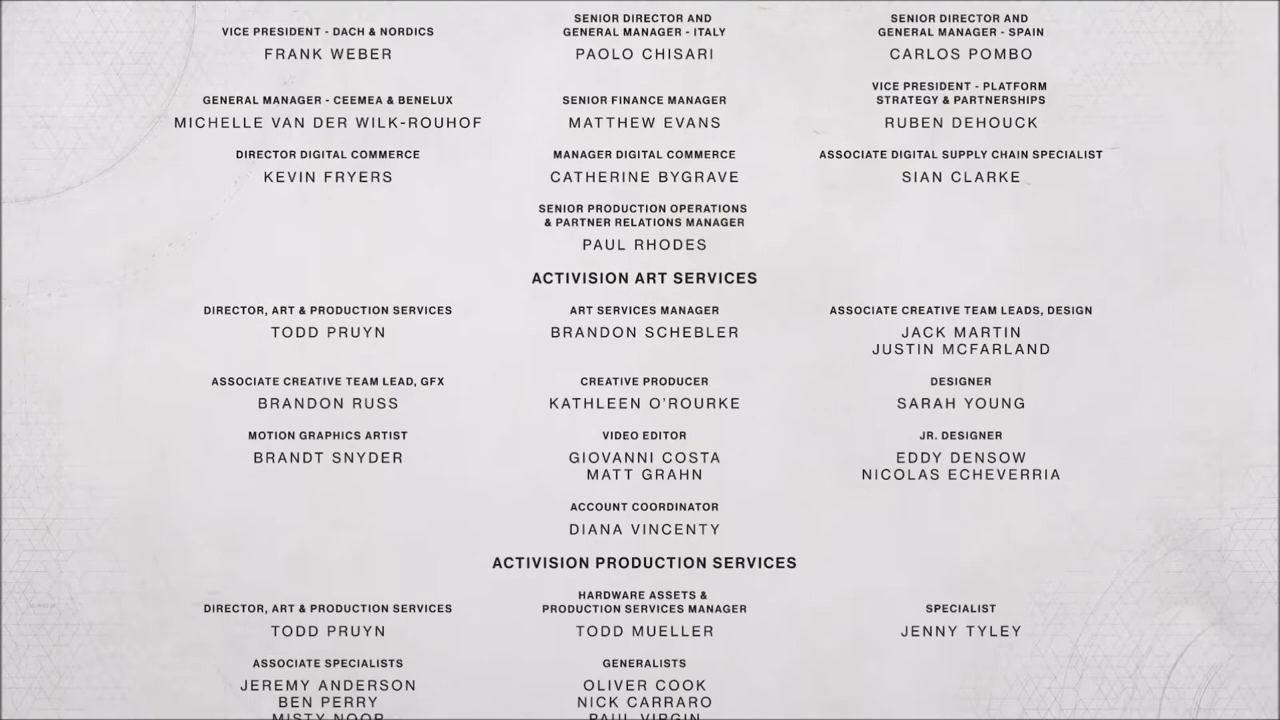 VICE PRESIDENT - DACH & NORDICS
FRANK WEBER
SENIOR DIRECTOR AND
GENERAL MANAGER - ITALY
PAOLO CHISARI
SENIOR DIRECTOR AND
GENERAL MANAGER - SPAIN
CARLOS POMBO
GENERAL MANAGER - CEEMEA & BENELUX
MICHELLE VAN DER WILK-ROUHOF
SENIOR FINANCE MANAGER
MATTHEW EVANS
VICE PRESIDENT - PLATFORM
STRATEGY & PARTNERSHIPS
RUBEN DEHOUCK
DIRECTOR DIGITAL COMMERCE
KEVIN FRYERS
MANAGER DIGITAL COMMERCE
CATHERINE BYGRAVE
ASSOCIATE DIGITAL SUPPLY CHAIN SPECIALIST
SIAN CLARKE
SENIOR PRODUCTION OPERATIONS
& PARTNER RELATIONS MANAGER
PAUL RHODES
ACTIVISION ART SERVICES
DIRECTOR, ART & PRODUCTION SERVICES
TODD PRUYN
ART SERVICES MANAGER
BRANDON SCHEBLER
ASSOCIATE CREATIVE TEAM LEADS, DESIGN
JACK MARTIN
JUSTIN MCFARLAND
ASSOCIATE CREATIVE TEAM LEAD, GFX
BRANDON RUSS
CREATIVE PRODUCER
KATHLEEN O'ROURKE
DESIGNER
SARAH YOUNG
MOTION GRAPHICS ARTIST
BRANDT SNYDER
VIDEO EDITOR
GIOVANNI COSTA
MATT GRAHN
JR. DESIGNER
EDDY DENSOW
NICOLAS ECHEVERRIA
ACCOUNT COORDINATOR
DIANA VINCENTY
ACTIVISION PRODUCTION SERVICES
DIRECTOR, ART & PRODUCTION SERVICES
TODD PRUYN
HARDWARE ASSETS &
PRODUCTION SERVICES MANAGER
TODD MUELLER
SPECIALIST
JENNY TYLEY
ASSOCIATE SPECIALISTS
JEREMY ANDERSON
BEN PERRY
MISTY NOOR
GENERALISTS
OLIVER COOK
NICK CARRARO
PAUL VIRGIN